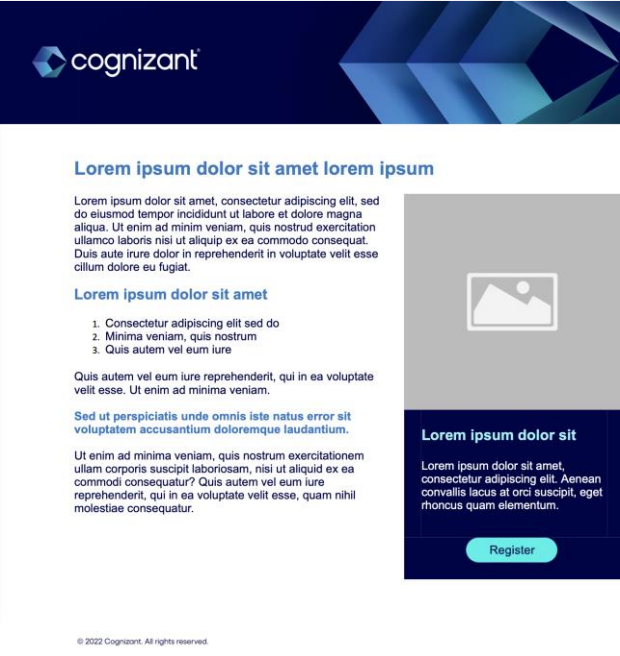 cognizant
Lorem ipsum dolor sit amet lorem ipsum
Lorem ipsum dolor sit amet, consectetur adipiscing elit, sed
do eiusmod tempor incididunt ut labore et dolore magna
aliqua. Ut enim ad minim veniam, quis nostrud exercitation
ullamco laboris nisi ut aliquip ex ea commodo consequat.
Duis aute irure dolor in reprehenderit in voluptate velit esse
cillum dolore eu fugiat.
Lorem ipsum dolor sit amet
1. Consectetur adipiscing elit sed do
2. Minima veniam, quis nostrum
3. Quis autem vel eum iure
Quis autem vel eum iure reprehenderit, qui in ea voluptate
velit esse. Ut enim ad minima veniam.
Sed ut perspiciatis unde omnis iste natus error sit
voluptatem accusantium doloremque laudantium.
Ut enim ad minima veniam, quis nostrum exercitationem
ullam corporis suscipit laboriosam, nisi ut aliquid ex ea
commodi consequatur? Quis autem vel eum iure
reprehenderit, qui in ea voluptate velit esse, quam nihil
molestiae consequatur.
Lorem ipsum dolor sit
Lorem ipsum dolor sit amet,
consectetur adipiscing elit. Aenean
convallis lacus at orci suscipit, eget
rhoncus quam elementum.
Register
© 2022 Cognizant. All rights reserved.